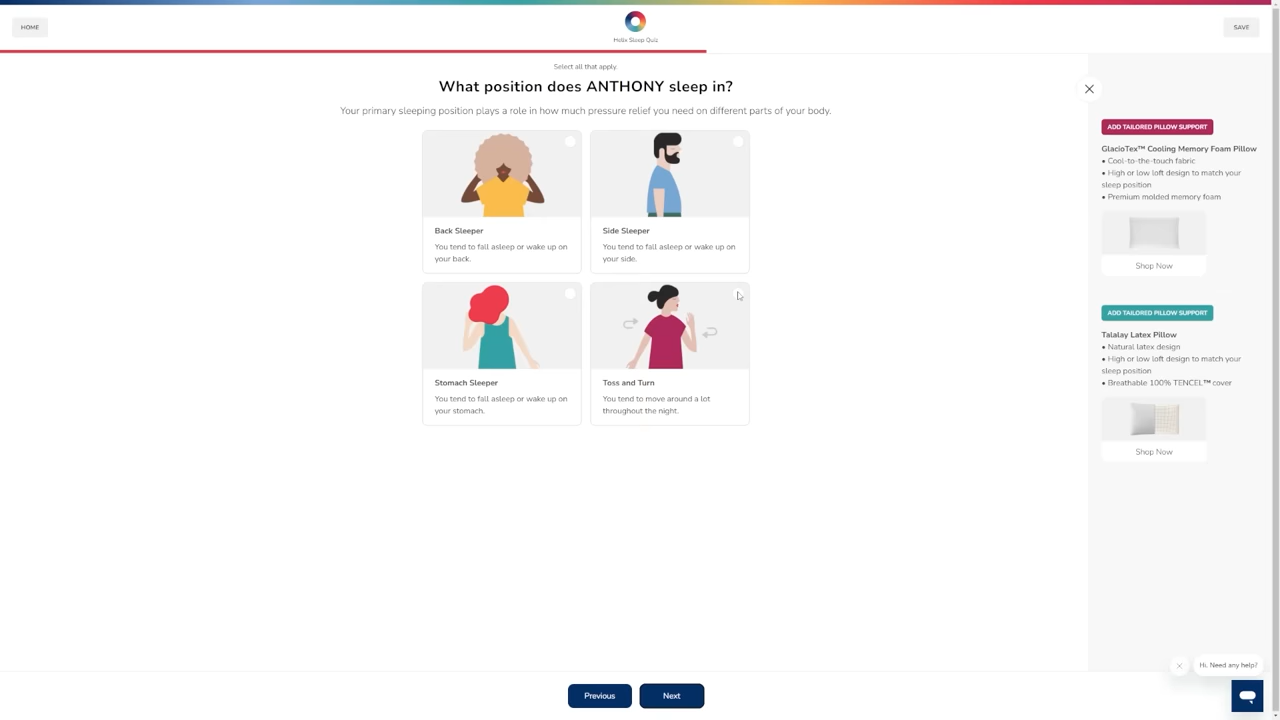 HOME
Helix Sleep Quiz
SAVE
Select all that apply.
What position does ANTHONY sleep in?
Your primary sleeping position plays a role in how much pressure relief you need on different parts of your body.
Back Sleeper
You tend to fall asleep or wake up on
your back.
Side Sleeper
You tend to fall asleep or wake up on
your side.
Stomach Sleeper
You tend to fall asleep or wake up on
your stomach.
Toss and Turn
You tend to move around a lot
throughout the night.
ADD TAILORED PILLOW SUPPORT
GlacioTex™ Cooling Memory Foam Pillow
• Cool-to-the-touch fabric
• High or low loft design to match your
sleep position
• Premium molded memory foam
Shop Now
ADD TAILORED PILLOW SUPPORT
Talalay Latex Pillow
• Natural latex design
• High or low loft design to match your
sleep position
• Breathable 100% TENCEL™ cover
Shop Now
Hi. Need any help?
Previous
Next